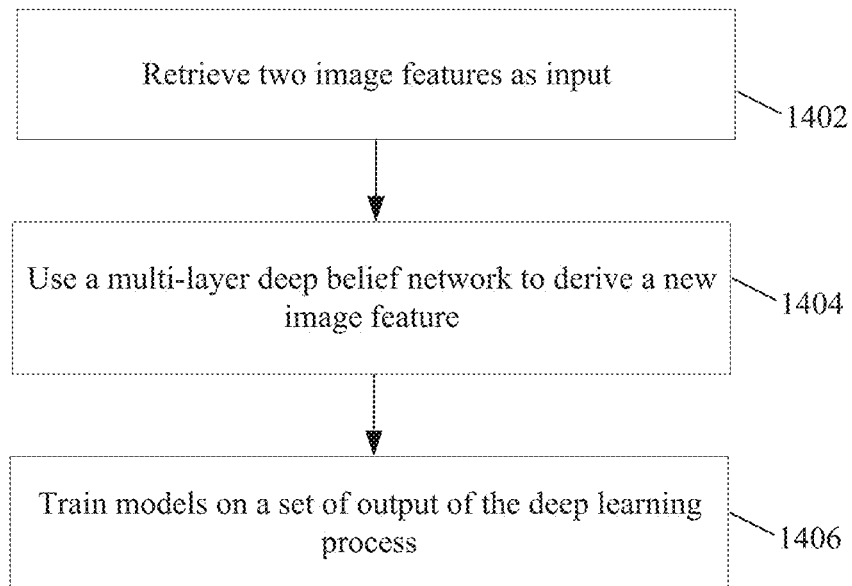 Retrieve two image features as input
1402
Use a multi-layer deep belief network to derive a new
image feature
1404
Train models on a set of output of the deep learning
process
1406